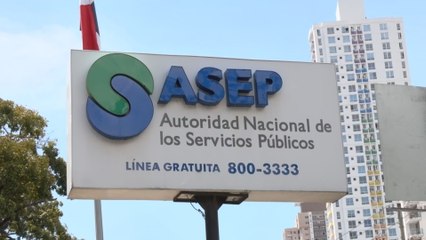 ASEP
Autoridad Nacional de
los Servicios Públicos
LÍNEA GRATUITA 800-3333